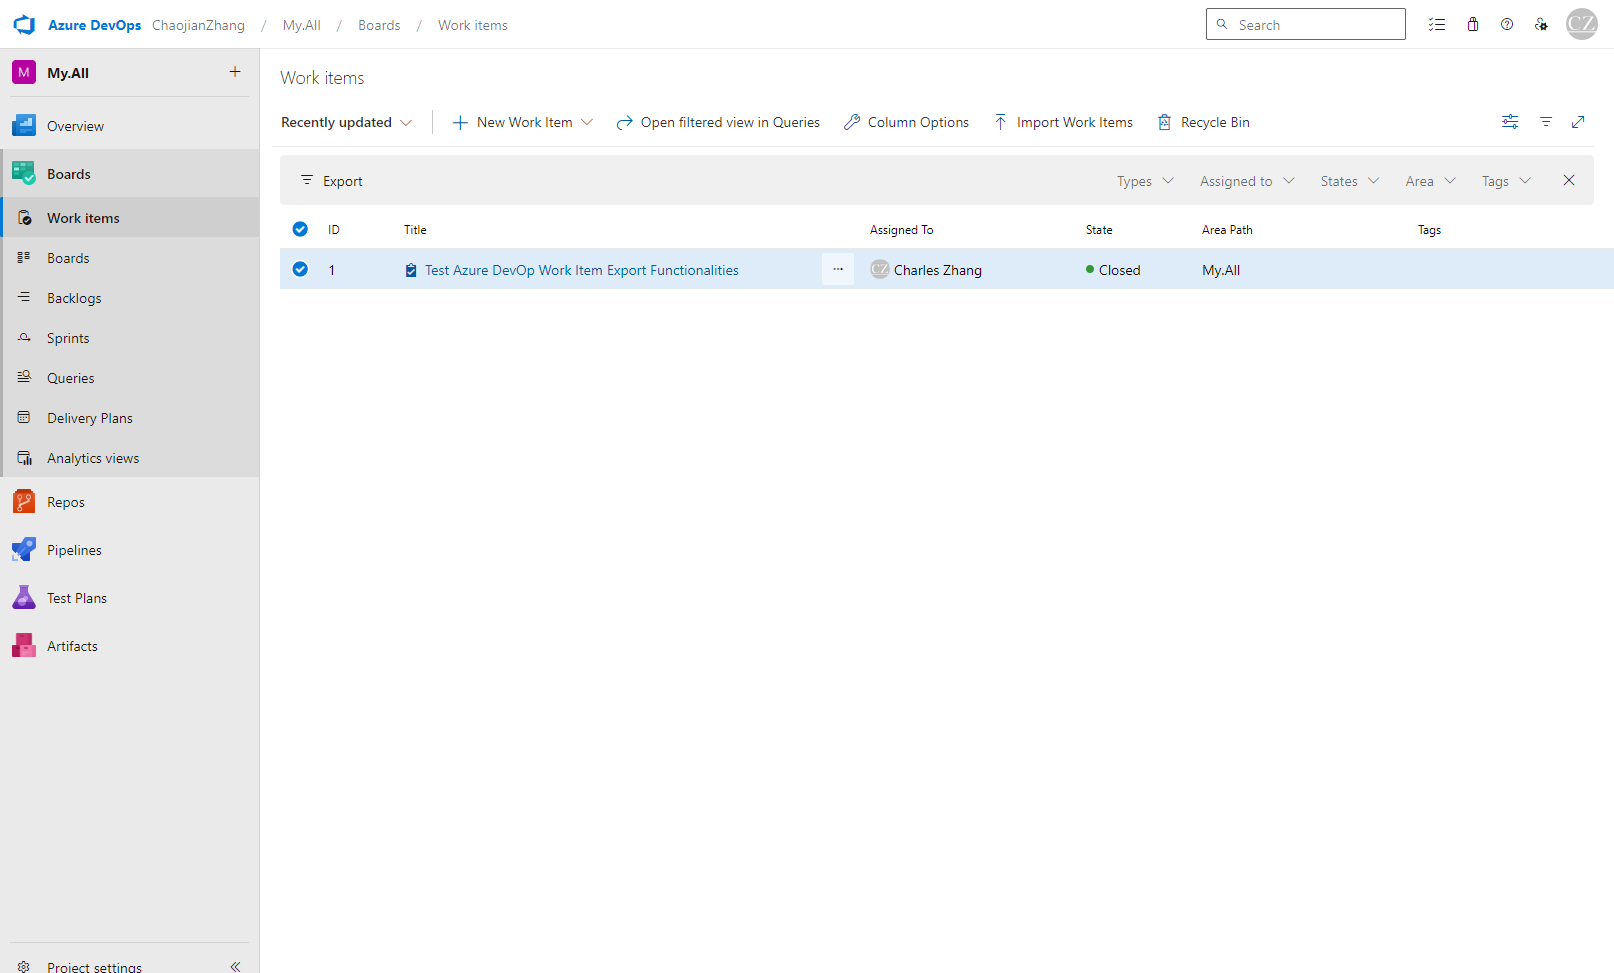 Azure DevOps ChaojianZhang / My.All / Boards / Work items
Search
CZ
M My.All
Work items
Recently updated
New Work Item
Open filtered view in Queries
Column Options
Import Work Items
Recycle Bin
Overview
Boards
Work items
Boards
Backlogs
Sprints
Queries
Delivery Plans
Analytics views
Repos
Pipelines
Test Plans
Artifacts
Project settings
Export
Types
Assigned to
States
Area
Tags
ID Title Assigned To State Area Path Tags
1 Test Azure DevOp Work Item Export Functionalities CZ Charles Zhang Closed My.All